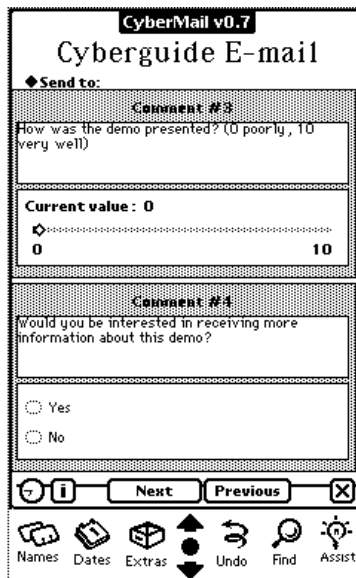 CyberMail v0.7
Cyberguide E-mail
◆Send to:
Comment #3
How was the demo presented? (0 poorly, 10
very well)
Current value: 0
0 10
Comment #4
Would you be interested in receiving more
information about this demo?
Yes
No
i Next Previous X
Names Dates Extras Undo Find Assist